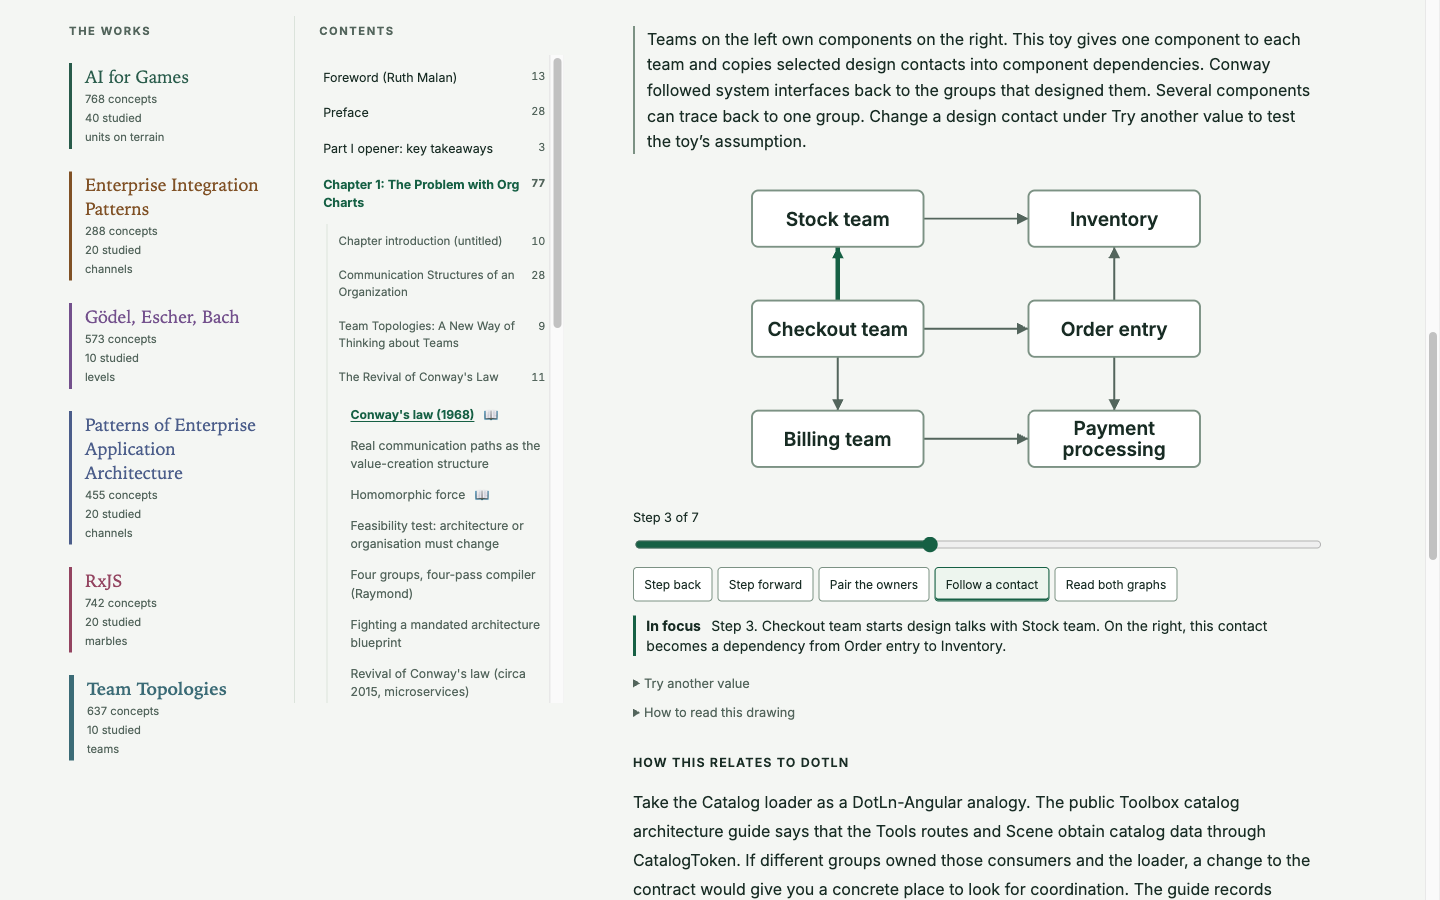 THE WORKS
AI for Games
768 concepts
40 studied
units on terrain
Enterprise Integration
Patterns
288 concepts
20 studied
channels
Gödel, Escher, Bach
573 concepts
10 studied
levels
Patterns of Enterprise
Application
Architecture
455 concepts
20 studied
channels
RxJS
742 concepts
20 studied
marbles
Team Topologies
637 concepts
10 studied
teams
CONTENTS
Foreword (Ruth Malan) 13
Preface 28
Part I opener: key takeaways 3
Chapter 1: The Problem with Org 77
Charts
Chapter introduction (untitled) 10
Communication Structures of an 28
Organization
Team Topologies: A New Way of 9
Thinking about Teams
The Revival of Conway's Law 11
Conway's law (1968)
Real communication paths as the
value-creation structure
Homomorphic force
Feasibility test: architecture or
organisation must change
Four groups, four-pass compiler
(Raymond)
Fighting a mandated architecture
blueprint
Revival of Conway's law (circa
2015, microservices)
Teams on the left own components on the right. This toy gives one component to each
team and copies selected design contacts into component dependencies. Conway
followed system interfaces back to the groups that designed them. Several components
can trace back to one group. Change a design contact under Try another value to test
the toy’s assumption.
Stock team
Inventory
Checkout team
Order entry
Billing team
Payment
processing
Step 3 of 7
Step back
Step forward
Pair the owners
Follow a contact
Read both graphs
In focus Step 3. Checkout team starts design talks with Stock team. On the right, this contact
becomes a dependency from Order entry to Inventory.
Try another value
How to read this drawing
HOW THIS RELATES TO DOTLN
Take the Catalog loader as a DotLn-Angular analogy. The public Toolbox catalog
architecture guide says that the Tools routes and Scene obtain catalog data through
CatalogToken. If different groups owned those consumers and the loader, a change to the
contract would give you a concrete place to look for coordination. The guide records